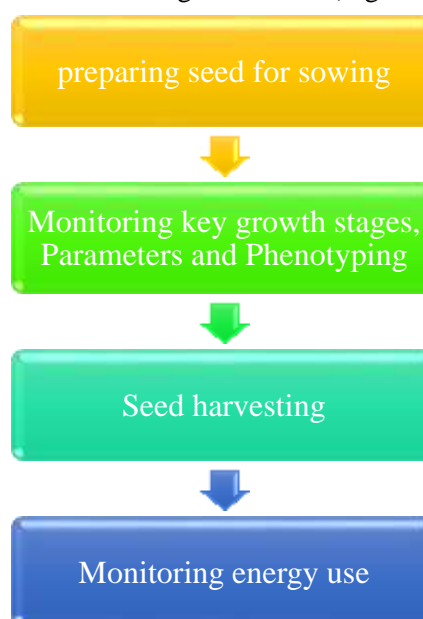 preparing seed for sowing
Monitoring key growth stages,
Parameters and Phenotyping
Seed harvesting
Monitoring energy use